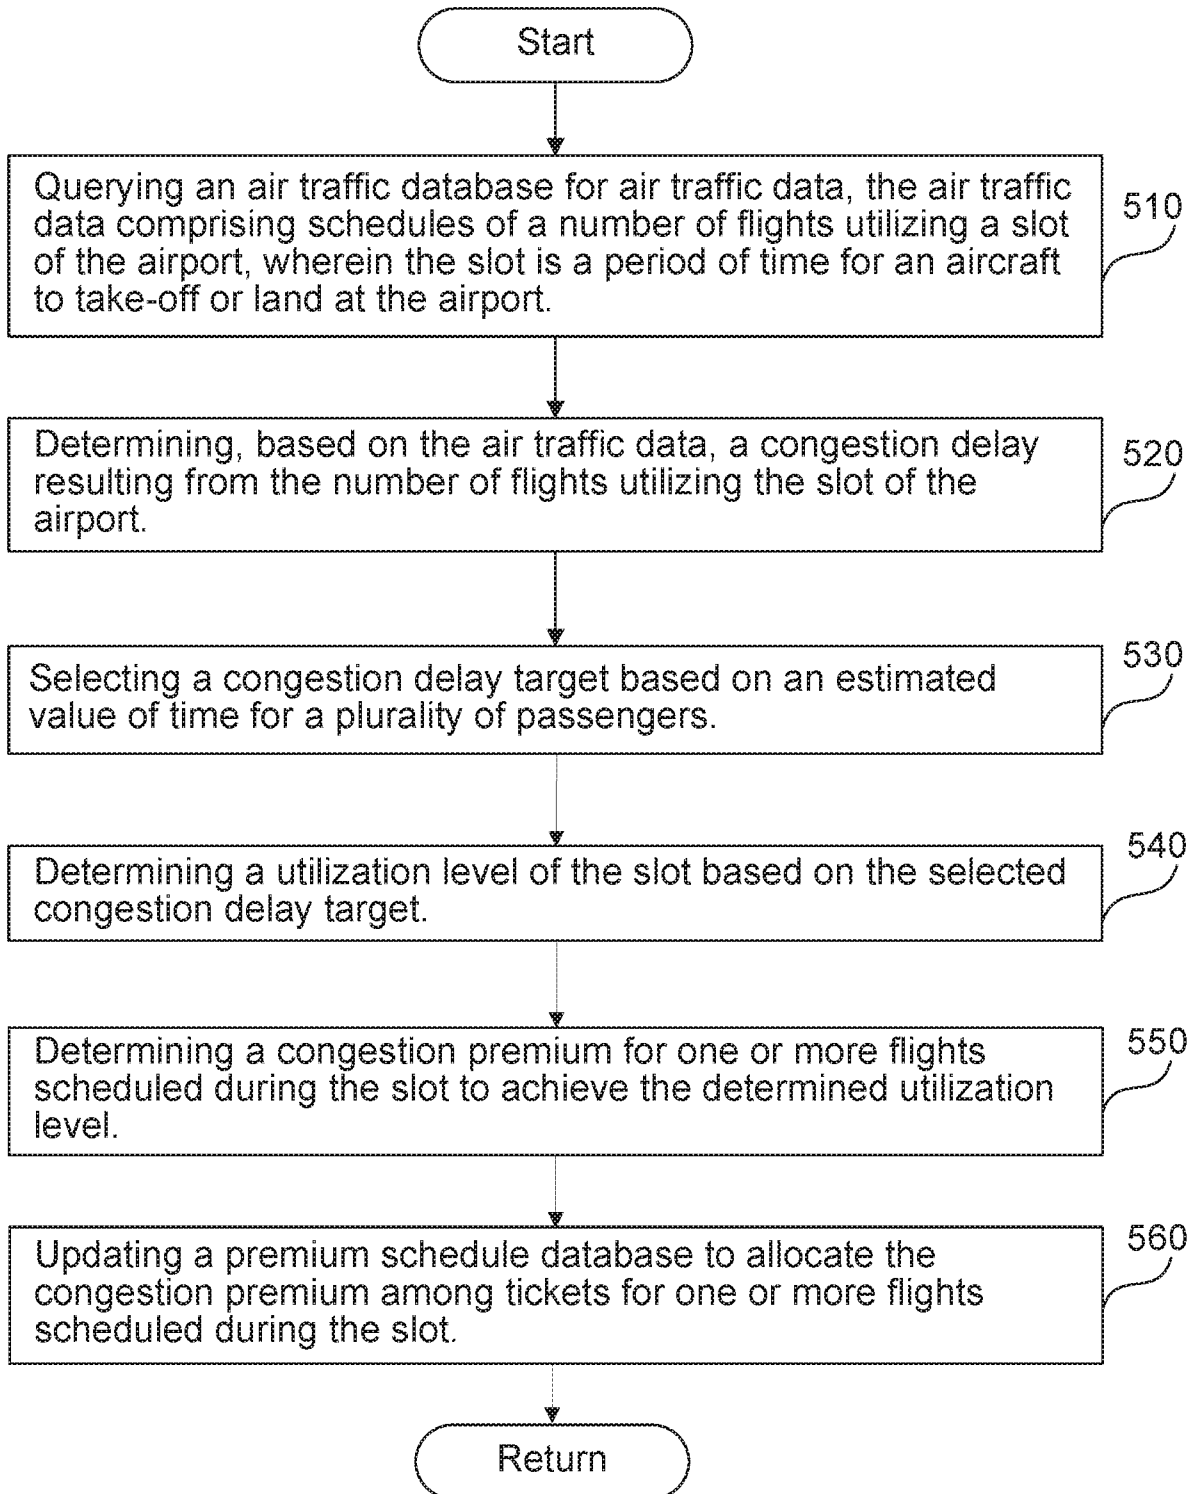 Start
Querying an air traffic database for air traffic data, the air traffic
data comprising schedules of a number of flights utilizing a slot
of the airport, wherein the slot is a period of time for an aircraft
to take-off or land at the airport.
510
Determining, based on the air traffic data, a congestion delay
resulting from the number of flights utilizing the slot of the
airport.
520
Selecting a congestion delay target based on an estimated
value of time for a plurality of passengers.
530
Determining a utilization level of the slot based on the selected
congestion delay target.
540
Determining a congestion premium for one or more flights
scheduled during the slot to achieve the determined utilization
level.
550
Updating a premium schedule database to allocate the
congestion premium among tickets for one or more flights
scheduled during the slot.
560
Return